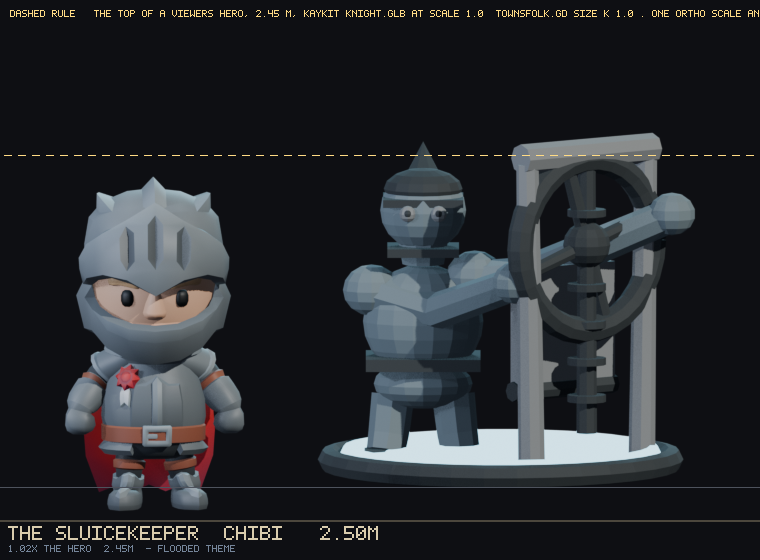 DASHED RULE   THE TOP OF A VIEWERS HERO, 2.45 M, KAYKIT KNIGHT.GLB AT SCALE 1.0  TOWNSFOLK.GD SIZE K 1.0 . ONE ORTHO SCALE AN
THE SLUICEKEEPER  CHIBI   2.50M
1.02X THE HERO  2.45M  - FLOODED THEME